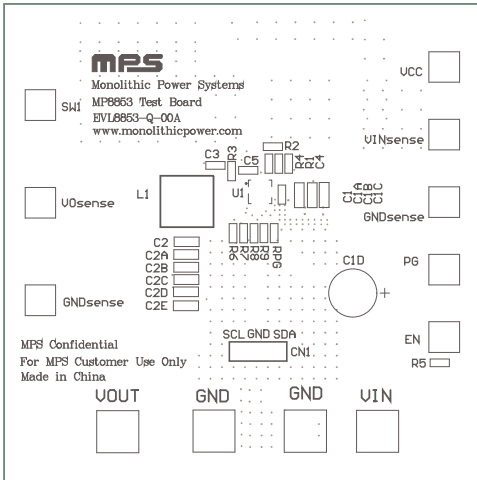 MPS
Monolithic Power Systems
MP8853 Test Board
EVL8853-Q-00A
www.monolithicpower.com
VCC
SW1
VINsense
R2
C3
R3
C5
R4
R1
C4
L1
U1
C1
C1A
C1B
C1C
VOsense
GNDsense
C2
C2A
C2B
C2C
C2D
C2E
R6
R7
R8
R9
RPG
C1D
+
PG
GNDsense
SCL GND SDA
CN1
EN
R5
MPS Confidential
For MPS Customer Use Only
Made in China
VOUT
GND
GND
VIN